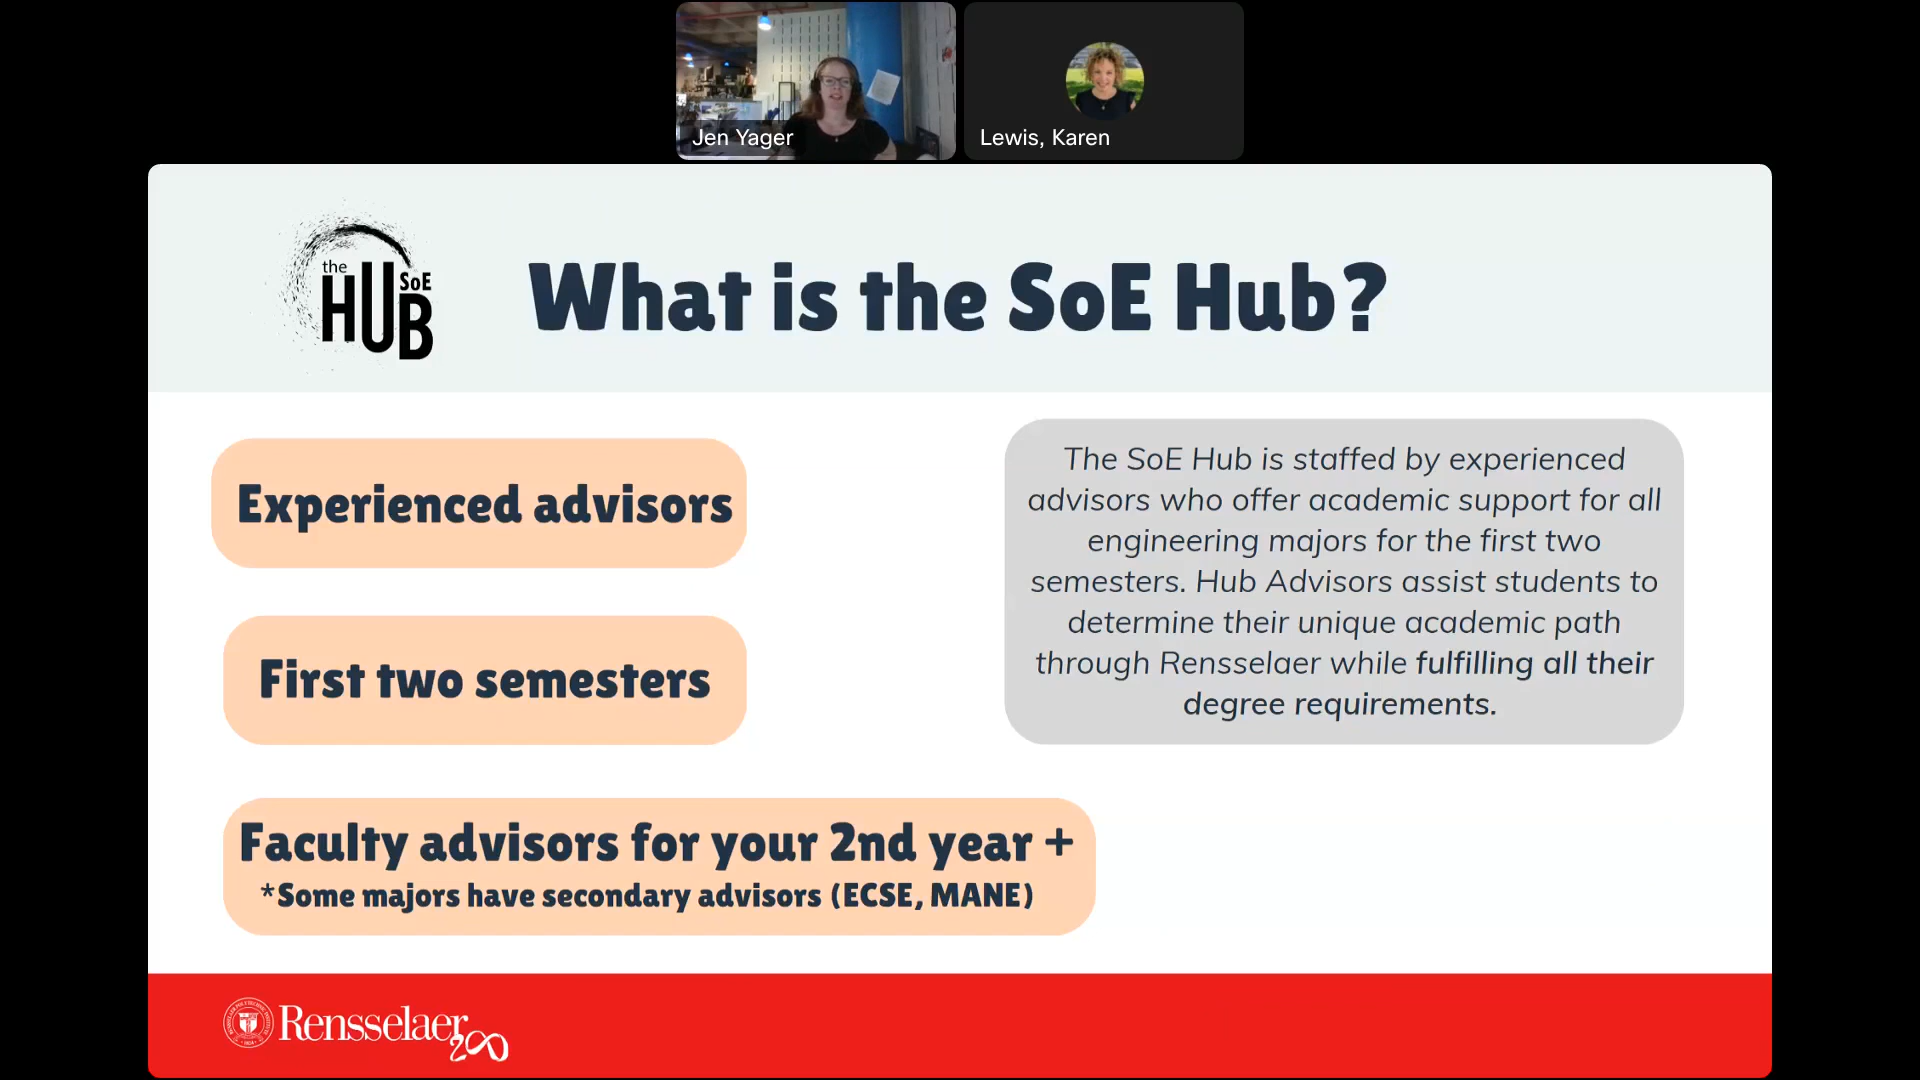 Jen Yager
Lewis, Karen
the
SoE
HUB
What is the SoE Hub?
Experienced advisors
First two semesters
Faculty advisors for your 2nd year +
*Some majors have secondary advisors (ECSE, MANE)
The SoE Hub is staffed by experienced
advisors who offer academic support for all
engineering majors for the first two
semesters. Hub Advisors assist students to
determine their unique academic path
through Rensselaer while fulfilling all their
degree requirements.
Rensselaer
200